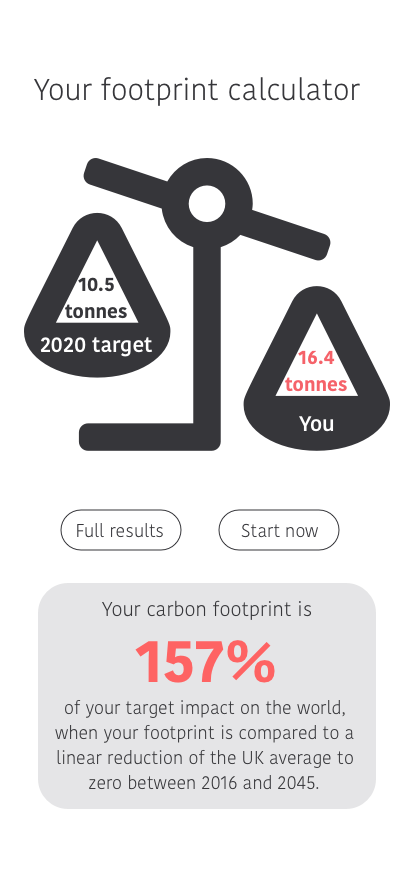 Your footprint calculator
10.5
tonnes
2020 target
16.4
tonnes
You
Full results
Start now
Your carbon footprint is
157%
of your target impact on the world,
when your footprint is compared to a
linear reduction of the UK average to
zero between 2016 and 2045.